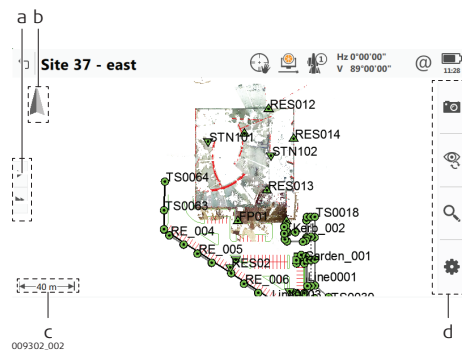 a b
Site 37 - east
1
Hz 0°00'00"
V 89°00'00"
@
11:28
RES012
STN101
RES014
STN102
RES013
TS0064
TS0063
FP01
TS0018
Kerb_002
RE_004
RE_005
RES02
Garden_001
RE_006
Line0001
40 m
c
d
009302_002